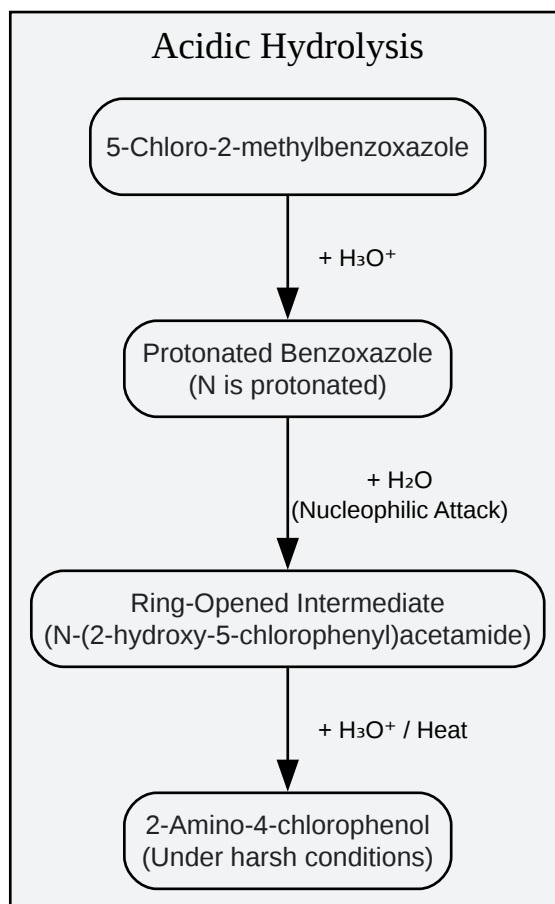 Acidic Hydrolysis
5-Chloro-2-methylbenzoxazole
+ H₃O⁺
Protonated Benzoxazole
(N is protonated)
+ H₂O
(Nucleophilic Attack)
Ring-Opened Intermediate
(N-(2-hydroxy-5-chlorophenyl)acetamide)
+ H₃O⁺ / Heat
2-Amino-4-chlorophenol
(Under harsh conditions)